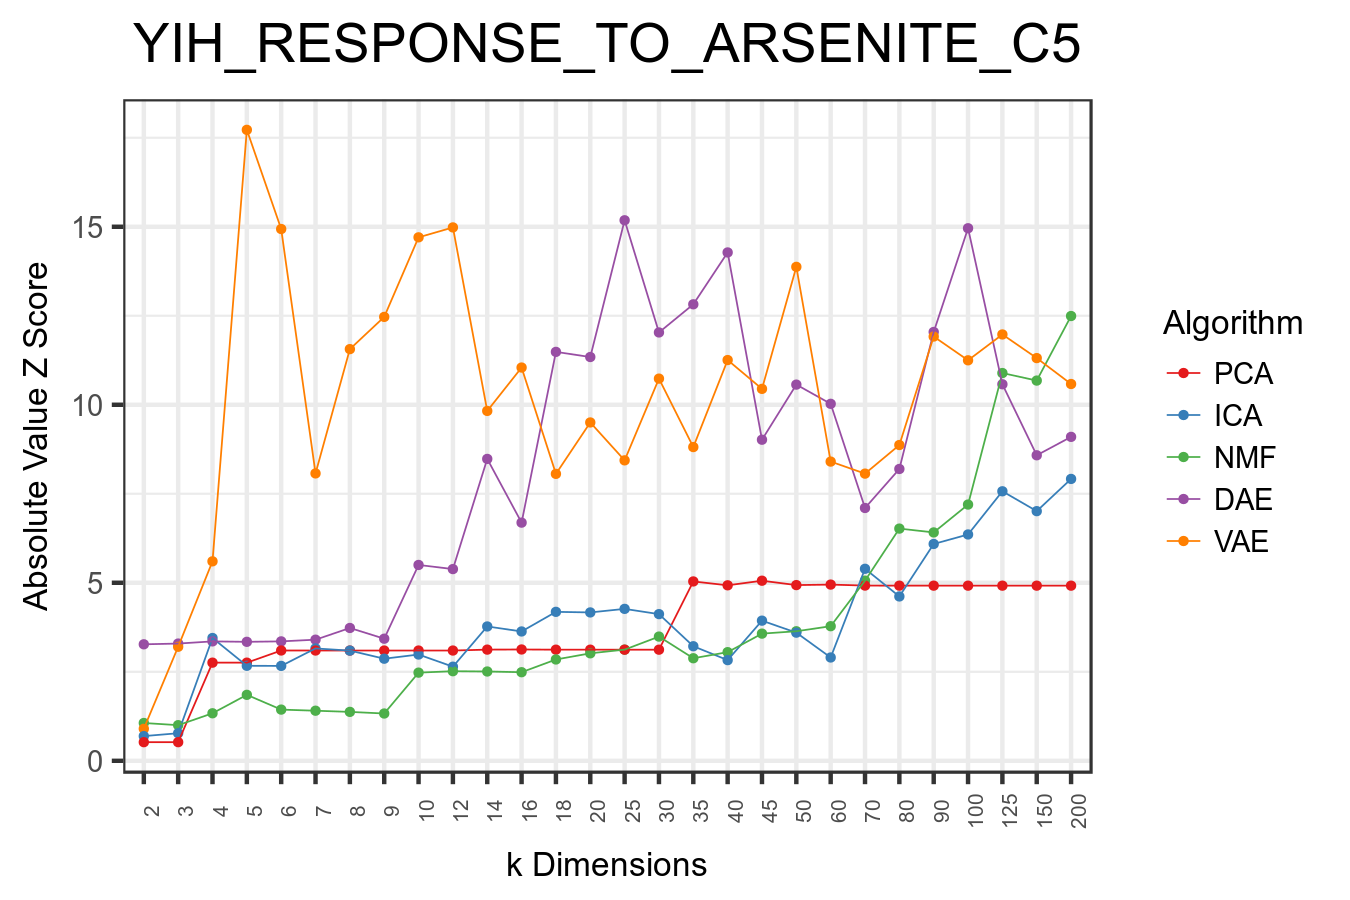 YIH_RESPONSE_TO_ARSENITE_C5
Absolute Value Z Score
15
10
5
0
2 3 4 5 6 7 8 9 10 12 14 16 18 20 25 30 35 40 45 50 60 70 80 90 100 125 150 200
k Dimensions
Algorithm
PCA
ICA
NMF
DAE
VAE